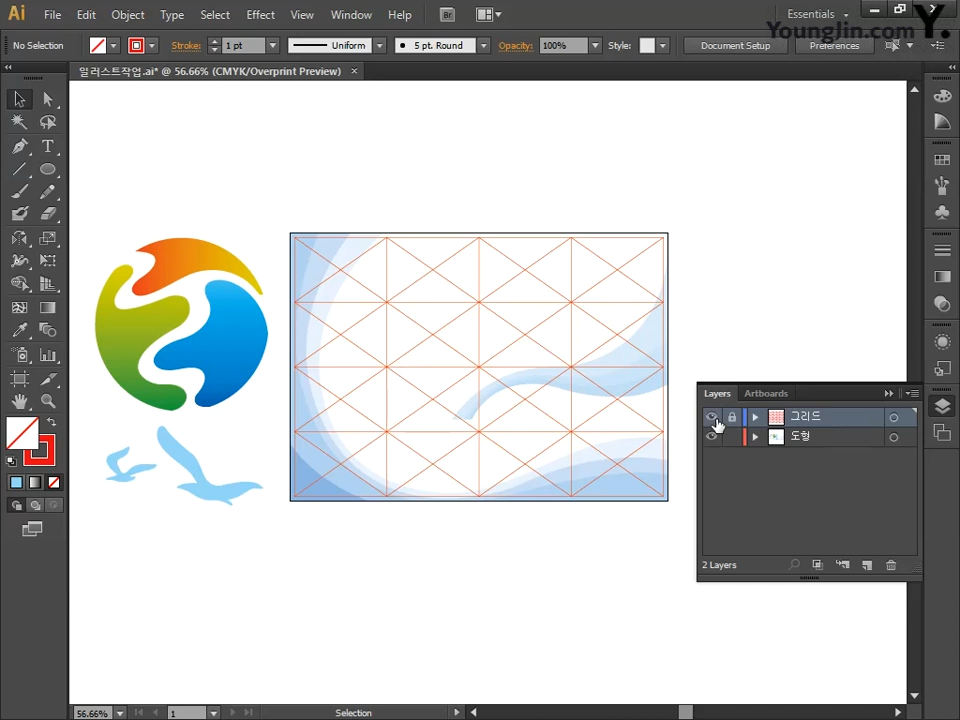 Ai File Edit Object Type Select Effect View Window Help Br Essentials
YoungJin.com Y.
No Selection Stroke: 1 pt Uniform 5 pt. Round Opacity: 100% Style: Document Setup Preferences
일러스트작업.ai* @ 56.66% (CMYK/Overprint Preview) ×
T
Layers Artboards
그리드
도형
2 Layers
56.66% 1 Selection